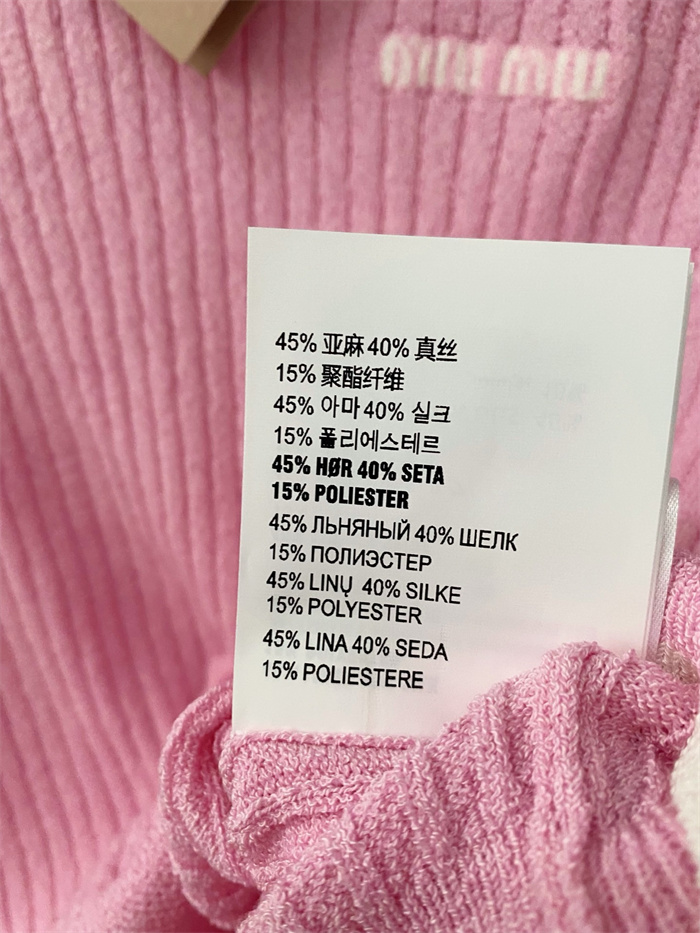 miu miu
45% 亚麻 40% 真丝
15% 聚酯纤维
45% 아마 40% 실크
15% 폴리에스테르
45% HØR 40% SETA
15% POLIESTER
45% ЛЬНЯНЫЙ 40% ШЕЛК
15% ПОЛИЭСТЕР
45% LINŲ 40% SILKE
15% POLYESTER
45% LINA 40% SEDA
15% POLIESTERE